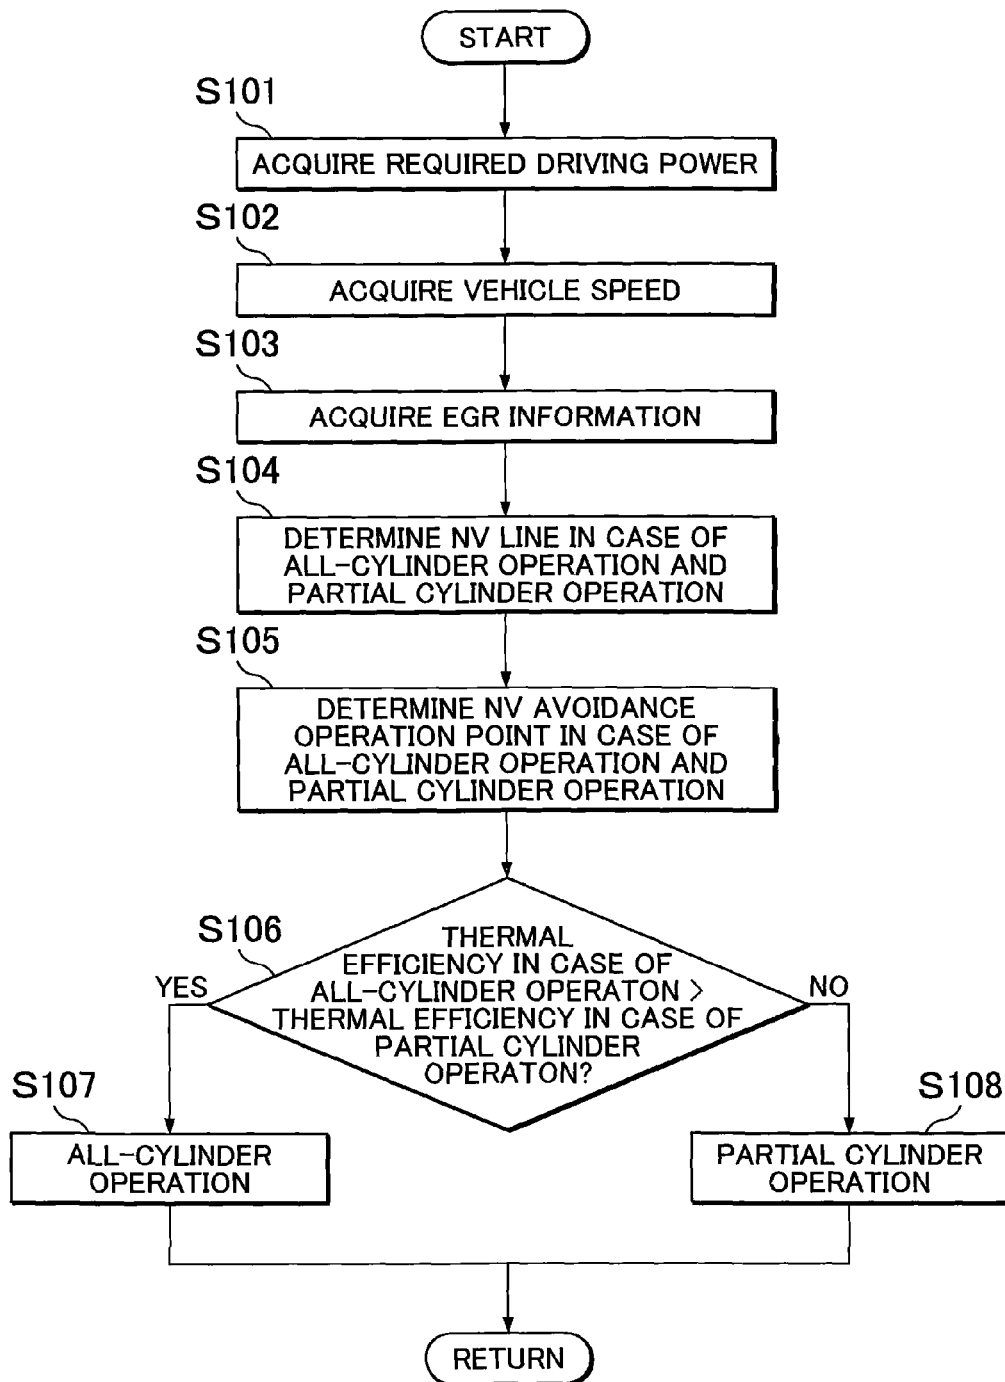 START
S101
ACQUIRE REQUIRED DRIVING POWER
S102
ACQUIRE VEHICLE SPEED
S103
ACQUIRE EGR INFORMATION
S104
DETERMINE NV LINE IN CASE OF
ALL-CYLINDER OPERATION AND
PARTIAL CYLINDER OPERATION
S105
DETERMINE NV AVOIDANCE
OPERATION POINT IN CASE OF
ALL-CYLINDER OPERATION AND
PARTIAL CYLINDER OPERATION
S106
THERMAL
EFFICIENCY IN CASE OF
ALL-CYLINDER OPERATON >
THERMAL EFFICIENCY IN CASE OF
PARTIAL CYLINDER
OPERATON?
YES
NO
S107
ALL-CYLINDER
OPERATION
S108
PARTIAL CYLINDER
OPERATION
RETURN